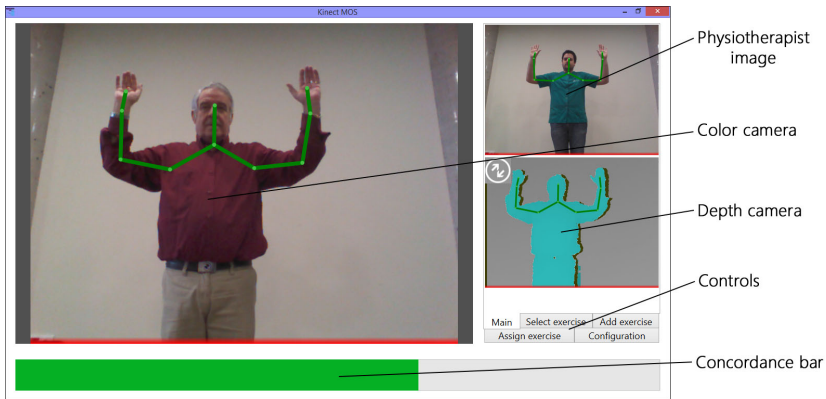 Kinect MOS
Physiotherapist
image
Color camera
Depth camera
Controls
Main
Select exercise
Add exercise
Assign exercise
Configuration
Concordance bar